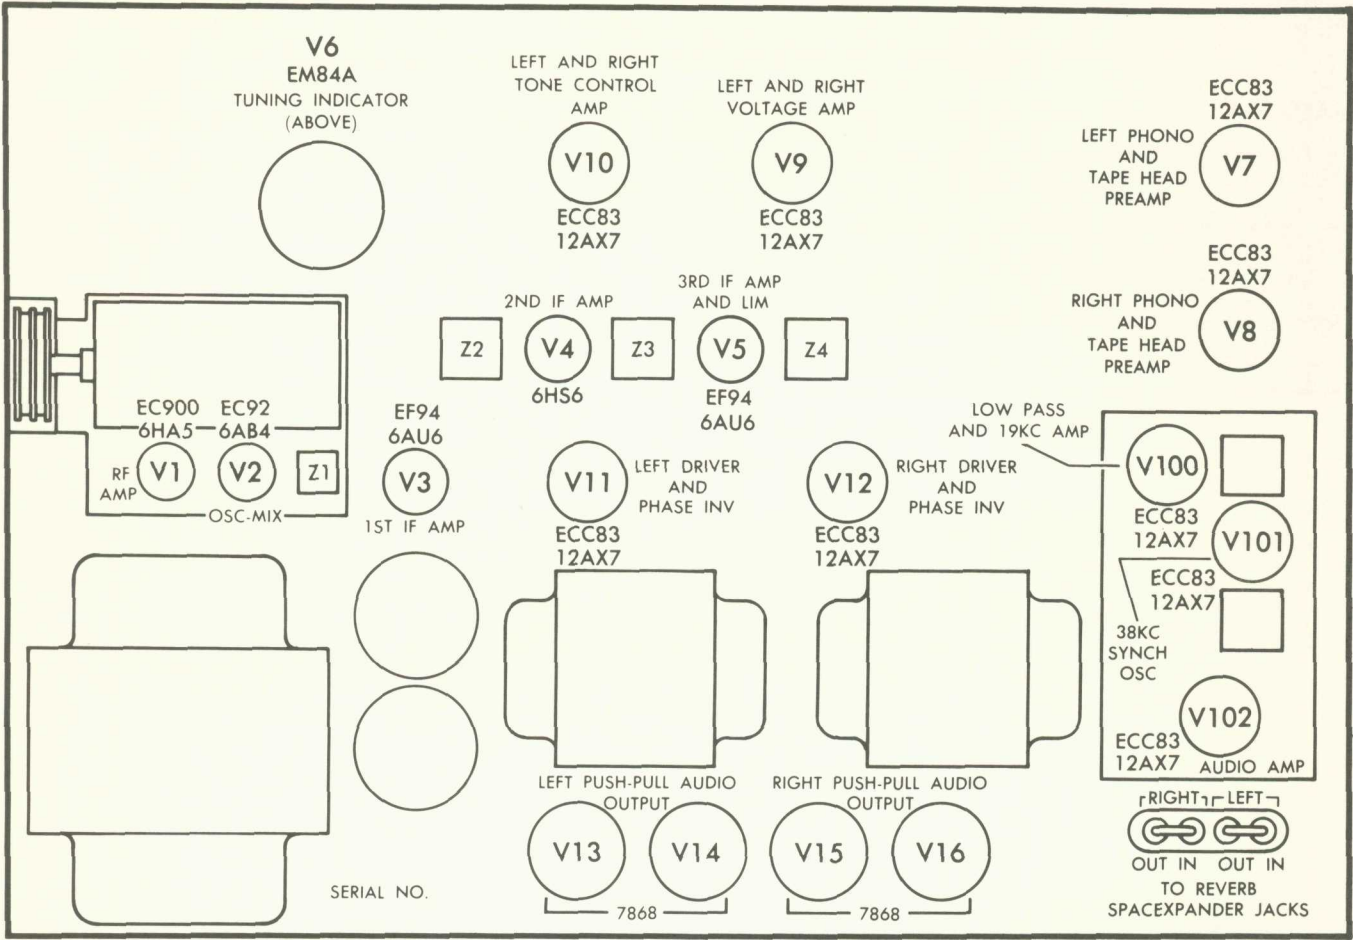 V6
EM84A
TUNING INDICATOR
(ABOVE)
LEFT AND RIGHT
TONE CONTROL
AMP
V10
ECC83
12AX7
LEFT AND RIGHT
VOLTAGE AMP
V9
ECC83
12AX7
ECC83
12AX7
LEFT PHONO
AND
TAPE HEAD
PREAMP
V7
ECC83
12AX7
RIGHT PHONO
AND
TAPE HEAD
PREAMP
V8
2ND IF AMP
Z2
V4
6HS6
Z3
3RD IF AMP
AND LIM
V5
EF94
6AU6
Z4
EC900
6HA5
RF
AMP
V1
EC92
6AB4
V2
OSC-MIX
Z1
EF94
6AU6
V3
1ST IF AMP
V11
LEFT DRIVER
AND
PHASE INV
ECC83
12AX7
V12
RIGHT DRIVER
AND
PHASE INV
ECC83
12AX7
LOW PASS
AND 19KC AMP
V100
ECC83
12AX7
V101
ECC83
12AX7
38KC
SYNCH
OSC
V102
ECC83
12AX7
AUDIO AMP
LEFT PUSH-PULL AUDIO
OUTPUT
V13
V14
7868
RIGHT PUSH-PULL AUDIO
OUTPUT
V15
V16
7868
RIGHT LEFT
OUT IN OUT IN
TO REVERB
SPACEXPANDER JACKS
SERIAL NO.